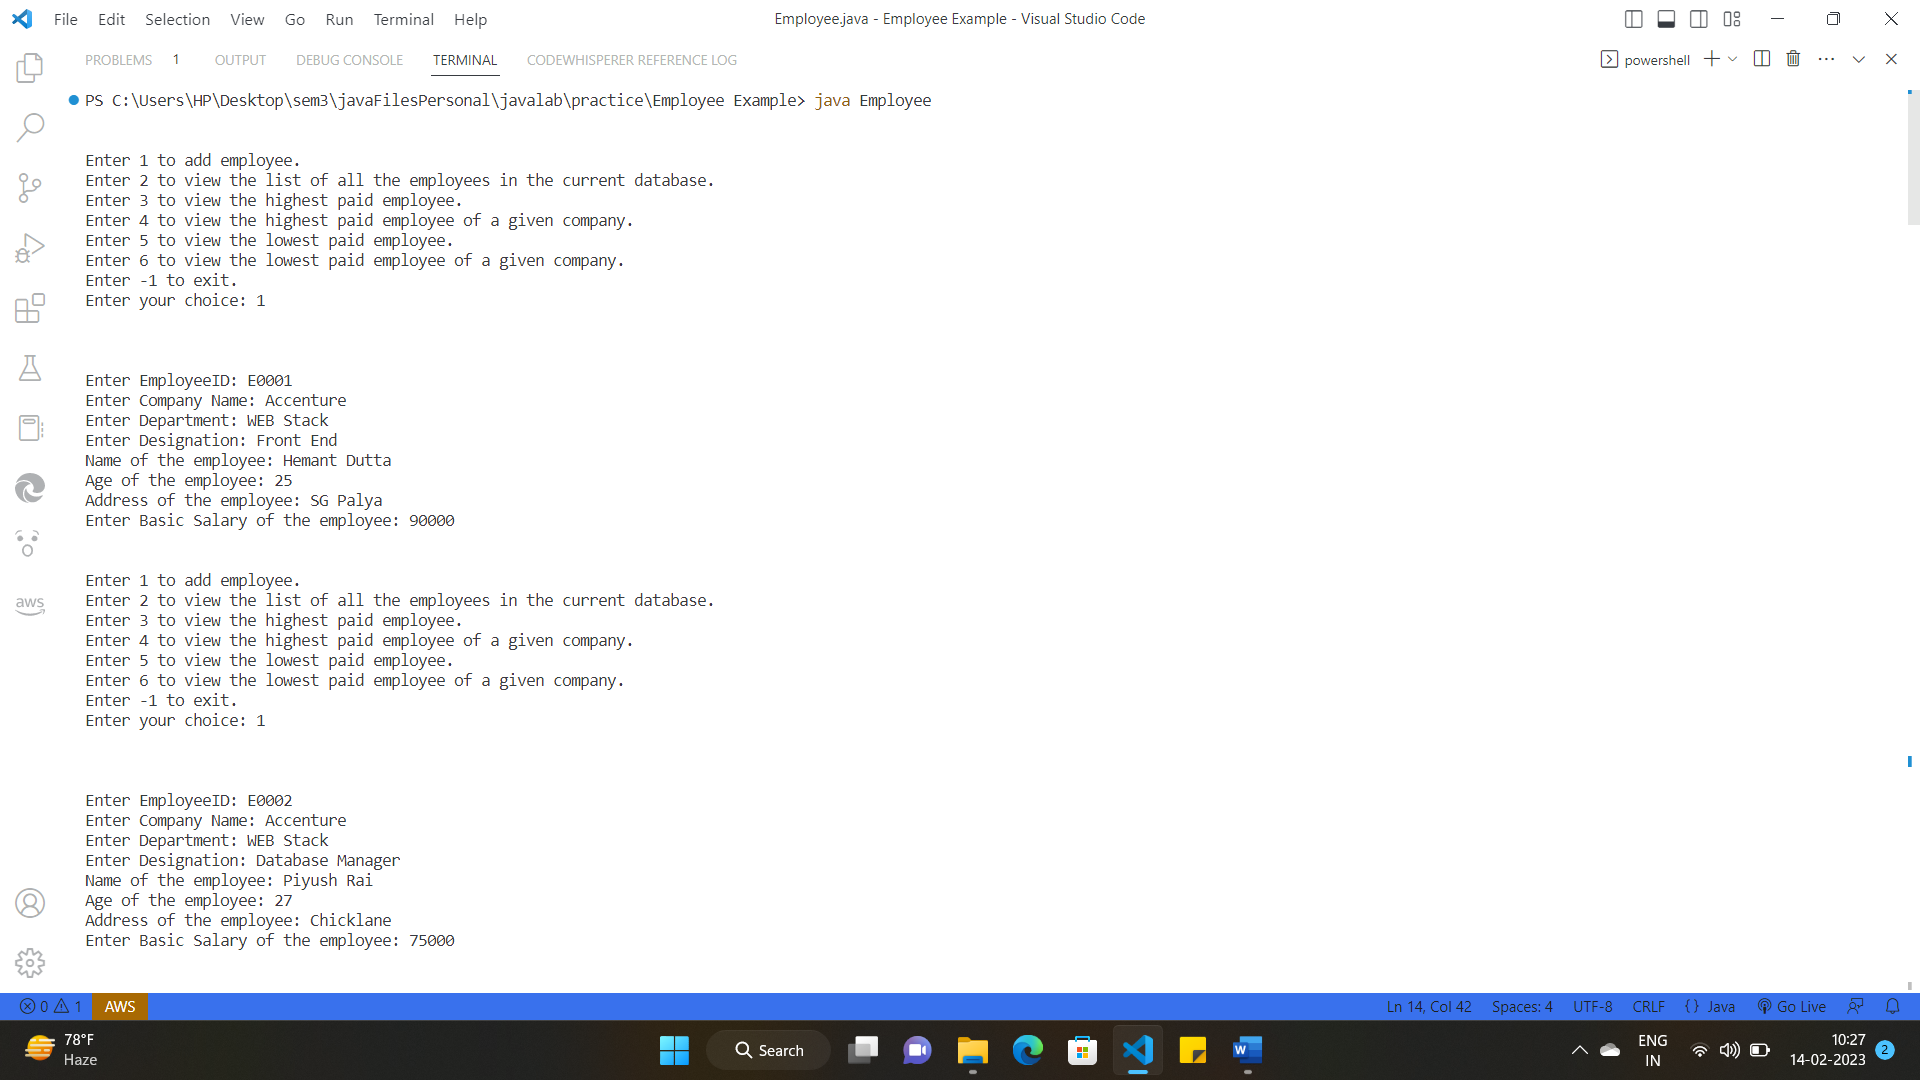 File Edit Selection View Go Run Terminal Help
Employee.java - Employee Example - Visual Studio Code
PROBLEMS 1 OUTPUT DEBUG CONSOLE TERMINAL CODEWHISPERER REFERENCE LOG
powershell
PS C:\Users\HP\Desktop\sem3\javaFilesPersonal\javalab\practice\Employee Example> java Employee
Enter 1 to add employee.
Enter 2 to view the list of all the employees in the current database.
Enter 3 to view the highest paid employee.
Enter 4 to view the highest paid employee of a given company.
Enter 5 to view the lowest paid employee.
Enter 6 to view the lowest paid employee of a given company.
Enter -1 to exit.
Enter your choice: 1
Enter EmployeeID: E0001
Enter Company Name: Accenture
Enter Department: WEB Stack
Enter Designation: Front End
Name of the employee: Hemant Dutta
Age of the employee: 25
Address of the employee: SG Palya
Enter Basic Salary of the employee: 90000
Enter 1 to add employee.
Enter 2 to view the list of all the employees in the current database.
Enter 3 to view the highest paid employee.
Enter 4 to view the highest paid employee of a given company.
Enter 5 to view the lowest paid employee.
Enter 6 to view the lowest paid employee of a given company.
Enter -1 to exit.
Enter your choice: 1
Enter EmployeeID: E0002
Enter Company Name: Accenture
Enter Department: WEB Stack
Enter Designation: Database Manager
Name of the employee: Piyush Rai
Age of the employee: 27
Address of the employee: Chicklane
Enter Basic Salary of the employee: 75000
aws
0 1 AWS
Ln 14, Col 42 Spaces: 4 UTF-8 CRLF {} Java Go Live
78°F
Haze
Search
W
ENG
IN
10:27
14-02-2023
2